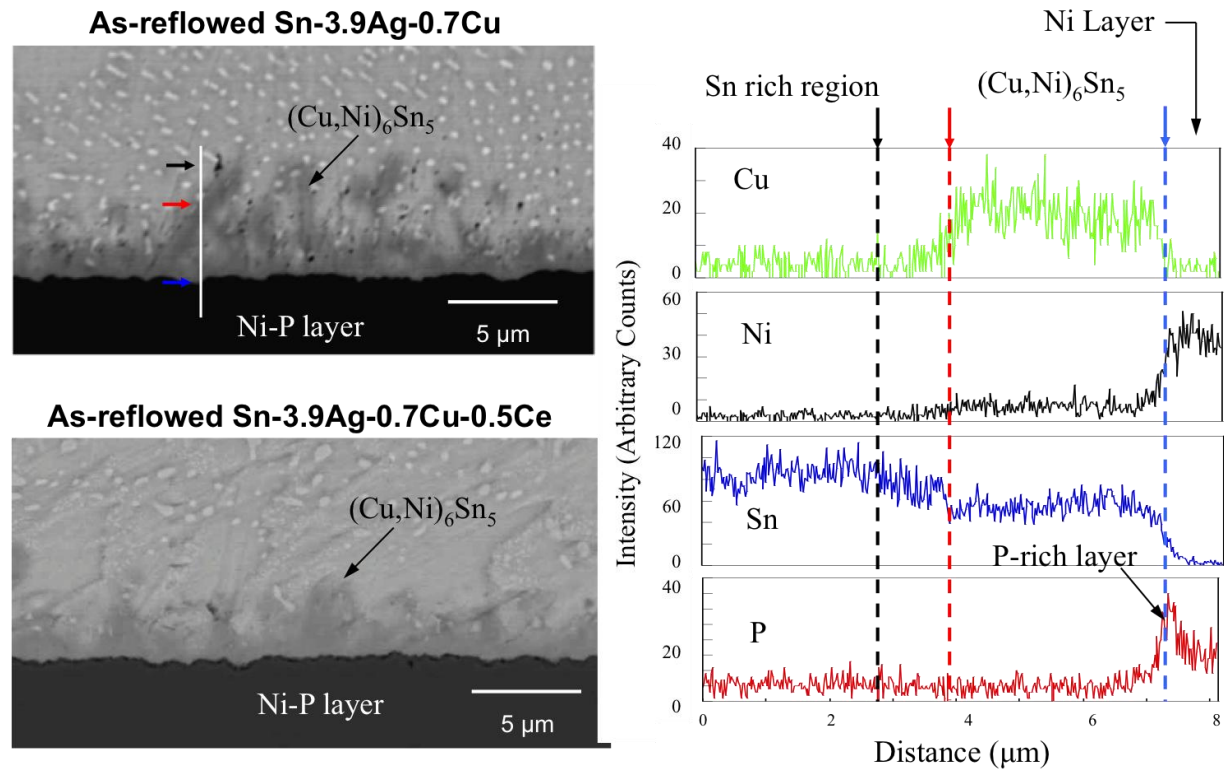 As-reflowed Sn-3.9Ag-0.7Cu
(Cu,Ni)6Sn5
Ni-P layer
5 µm
As-reflowed Sn-3.9Ag-0.7Cu-0.5Ce
(Cu,Ni)6Sn5
Ni-P layer
5 µm
Ni Layer
Sn rich region
(Cu,Ni)6Sn5
Intensity (Arbitrary Counts)
40
20
0
Cu
60
30
0
Ni
120
60
0
Sn
P-rich layer
40
20
0
P
0
2
4
6
8
Distance (µm)